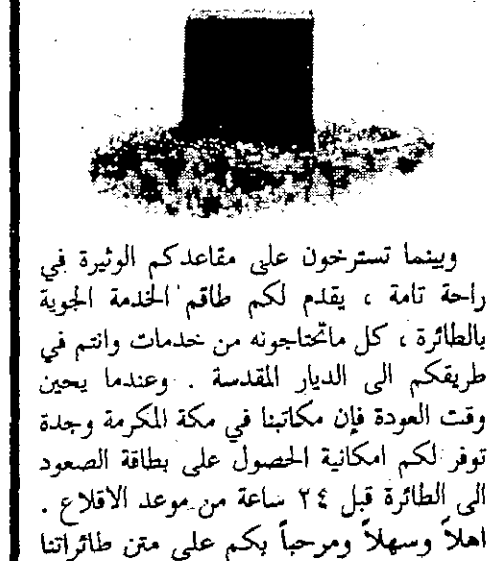 وبينما تسترخون على مقاعدكم الوثيرة في
راحة تامة ، يقدم لكم طاقم الخدمة الجوية
بالطائرة ، كل ماتحتاجونه من خدمات وانتم في
طريقكم الى الديار المقدسة . وعندما يحين
وقت العودة فإن مكاتبنا في مكة المكرمة وجدة
توفر لكم امكانية الحصول على بطاقة الصعود
الى الطائرة قبل ٢٤ ساعة من موعد الاقلاع .
اهلاً وسهلاً ومرحباً بكم على متن طائراتنا